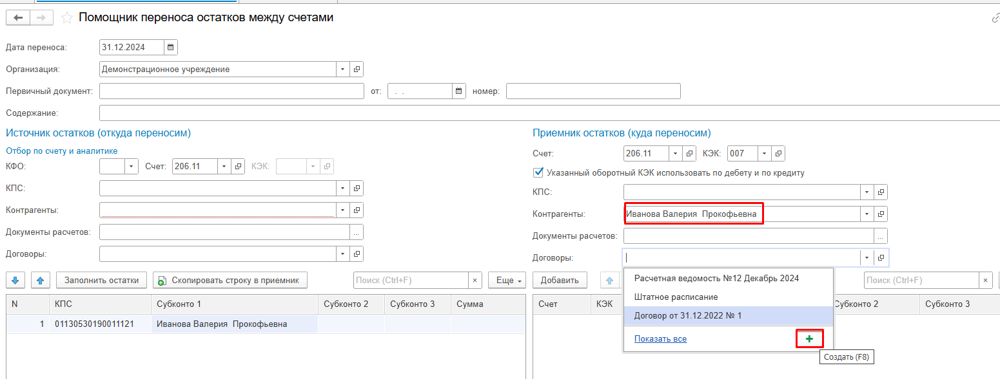 Помощник переноса остатков между счетами
Дата переноса: 31.12.2024
Организация: Демонстрационное учреждение
Первичный документ: от: . . номер:
Содержание:
Источник остатков (откуда переносим)
Отбор по счету и аналитике
КФО: Счет: 206.11 КЭК:
КПС:
Контрагенты:
Документы расчетов: ...
Договоры:
Заполнить остатки Скопировать строку в приемник Поиск (Ctrl+F) × Еще
N КПС Субконто 1 Субконто 2 Субконто 3 Сумма
1 01130530190011121 Иванова Валерия Прокофьевна
Приемник остатков (куда переносим)
Счет: 206.11 КЭК: 007
Указанный оборотный КЭК использовать по дебету и по кредиту
КПС:
Контрагенты: Иванова Валерия Прокофьевна
Документы расчетов: ...
Договоры:
Добавить Поиск (Ctrl+F) ×
Счет КЭК Субконто 2 Субконто 3
Расчетная ведомость №12 Декабрь 2024
Штатное расписание
Договор от 31.12.2022 № 1
Показать все
Создать (F8)